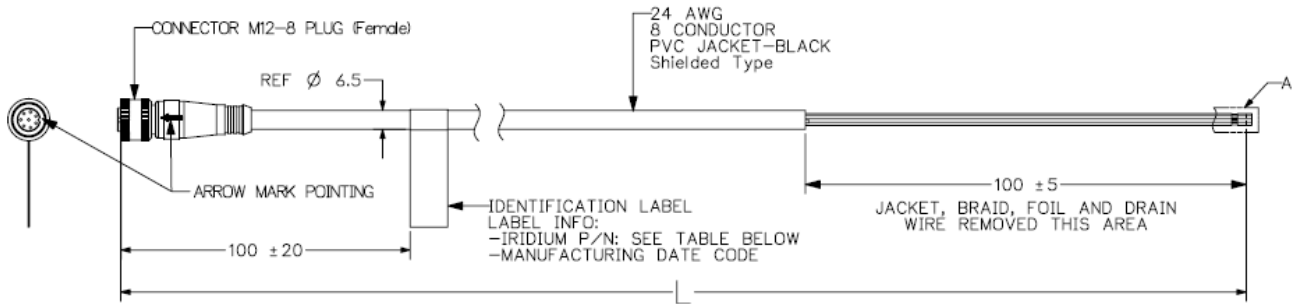 CONNECTOR M12-8 PLUG (Female)
24 AWG
8 CONDUCTOR
PVC JACKET-BLACK
Shielded Type
REF Ø 6.5
A
ARROW MARK POINTING
100 ±5
JACKET, BRAID, FOIL AND DRAIN
WIRE REMOVED THIS AREA
IDENTIFICATION LABEL
LABEL INFO:
-IRIDIUM P/N: SEE TABLE BELOW
-MANUFACTURING DATE CODE
100 ±20
L